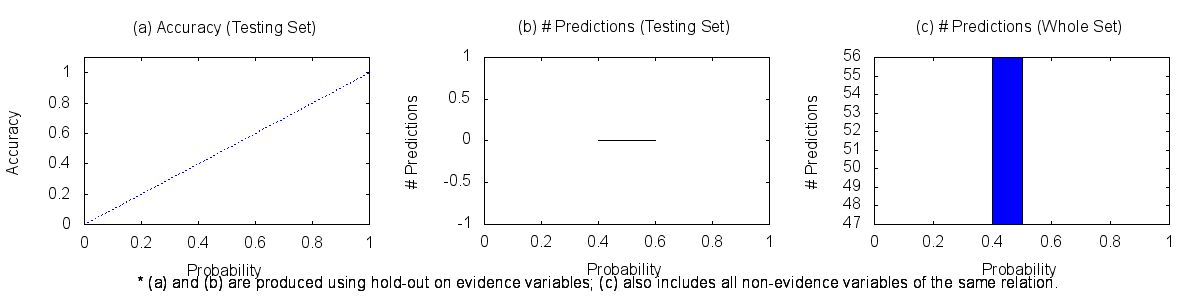 (a) Accuracy (Testing Set)
1
0.8
0.6
0.4
0.2
0
Accuracy
0 0.2 0.4 0.6 0.8 1
Probability
(b) # Predictions (Testing Set)
1
0.5
0
-0.5
-1
# Predictions
0 0.2 0.4 0.6 0.8 1
Probability
(c) # Predictions (Whole Set)
56
55
54
53
52
51
50
49
48
47
# Predictions
0 0.2 0.4 0.6 0.8 1
Probability
* (a) and (b) are produced using hold-out on evidence variables; (c) also includes all non-evidence variables of the same relation.